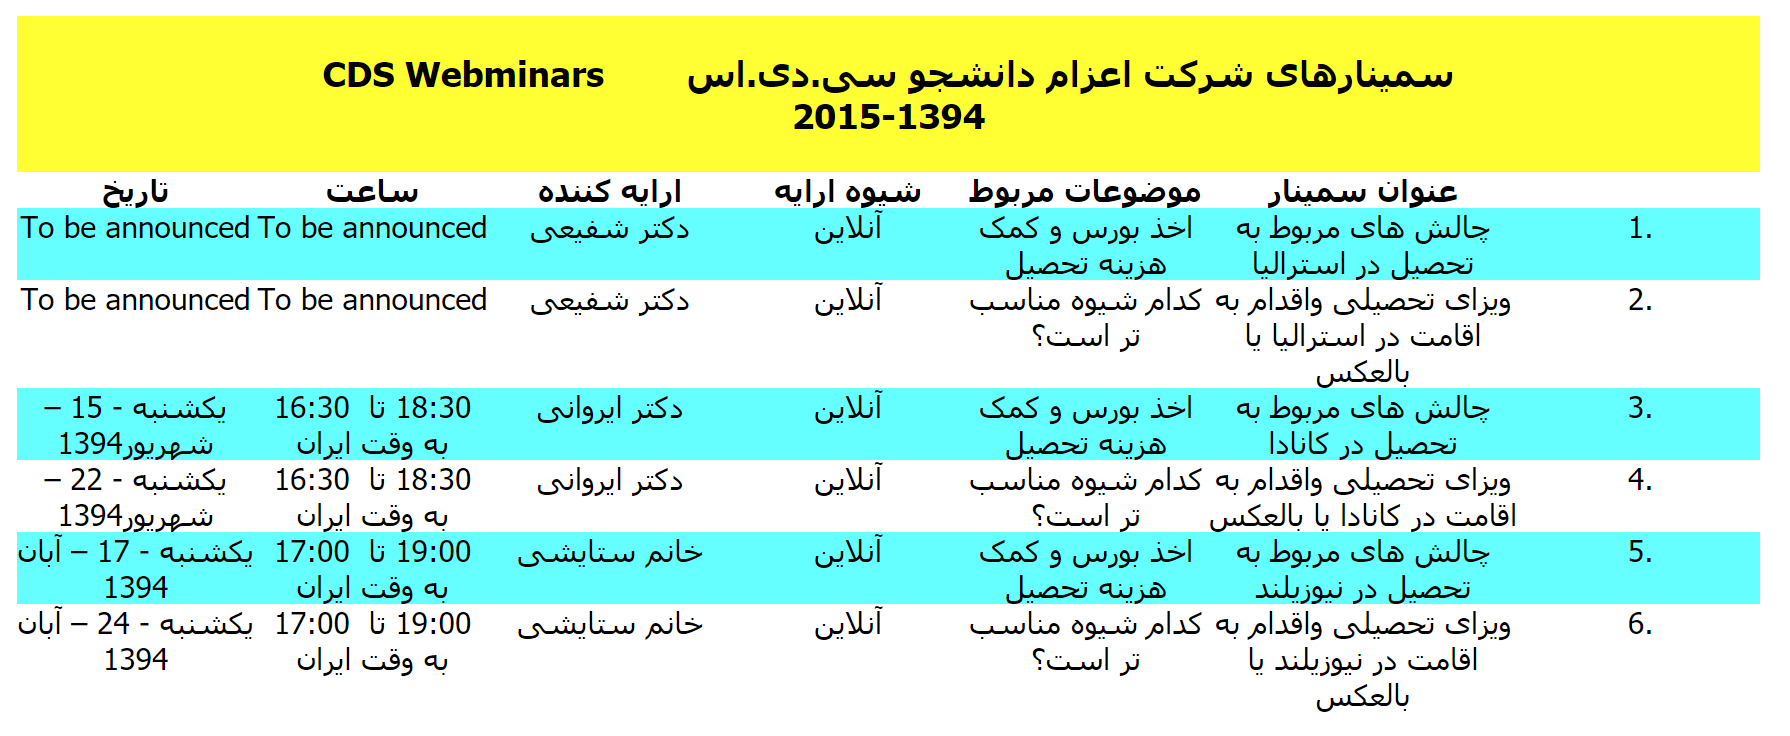 سمینارهای شرکت اعزام دانشجو سی.دی.اس CDS Webminars
2015-1394
عنوان سمینار موضوعات مربوط شیوه ارایه ارایه کننده ساعت تاریخ
1. چالش های مربوط به اخذ بورس و کمک آنلاین دکتر شفیعی To be announced To be announced
تحصیل در استرالیا هزینه تحصیل
2. ویزای تحصیلی واقدام به کدام شیوه مناسب آنلاین دکتر شفیعی To be announced To be announced
اقامت در استرالیا یا تر است؟
بالعکس
3. چالش های مربوط به اخذ بورس و کمک آنلاین دکتر ایروانی 16:30 تا 18:30 یکشنبه - 15 –
تحصیل در کانادا هزینه تحصیل به وقت ایران شهریور1394
4. ویزای تحصیلی واقدام به کدام شیوه مناسب آنلاین دکتر ایروانی 16:30 تا 18:30 یکشنبه - 22 –
اقامت در کانادا یا بالعکس تر است؟ به وقت ایران شهریور1394
5. چالش های مربوط به اخذ بورس و کمک آنلاین خانم ستایشی 17:00 تا 19:00 یکشنبه - 17 – آبان
تحصیل در نیوزیلند هزینه تحصیل به وقت ایران 1394
6. ویزای تحصیلی واقدام به کدام شیوه مناسب آنلاین خانم ستایشی 17:00 تا 19:00 یکشنبه - 24 – آبان
اقامت در نیوزیلند یا تر است؟ به وقت ایران 1394
بالعکس